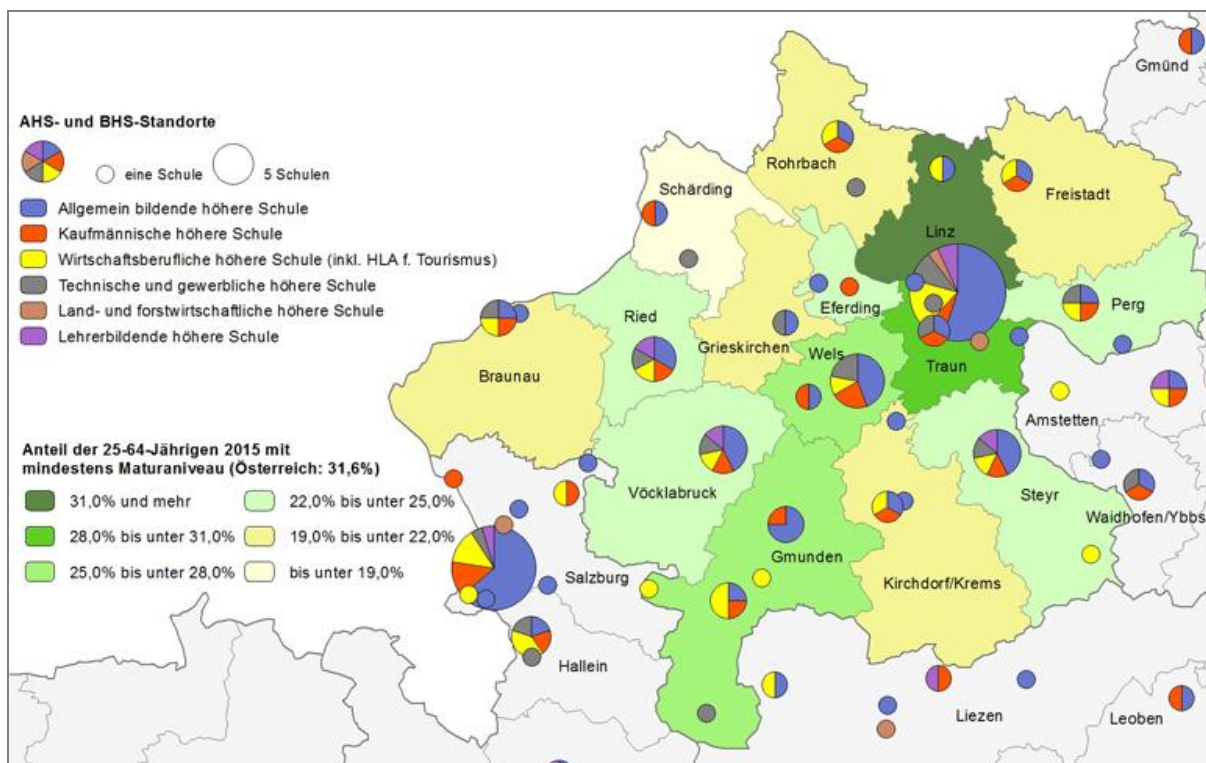 Gmünd
AHS- und BHS-Standorte
eine Schule
5 Schulen
Allgemein bildende höhere Schule
Kaufmännische höhere Schule
Wirtschaftsberufliche höhere Schule (inkl. HLA f. Tourismus)
Technische und gewerbliche höhere Schule
Land- und forstwirtschaftliche höhere Schule
Lehrerbildende höhere Schule
Rohrbach
Schärding
Freistadt
Linz
Eferding
Perg
Ried
Grieskirchen
Wels
Traun
Braunau
Amstetten
Anteil der 25-64-Jährigen 2015 mit
mindestens Maturaniveau (Österreich: 31,6%)
31,0% und mehr
22,0% bis unter 25,0%
28,0% bis unter 31,0%
19,0% bis unter 22,0%
25,0% bis unter 28,0%
bis unter 19,0%
Vöcklabruck
Steyr
Waidhofen/Ybbs
Gmunden
Salzburg
Kirchdorf/Krems
Hallein
Liezen
Leoben